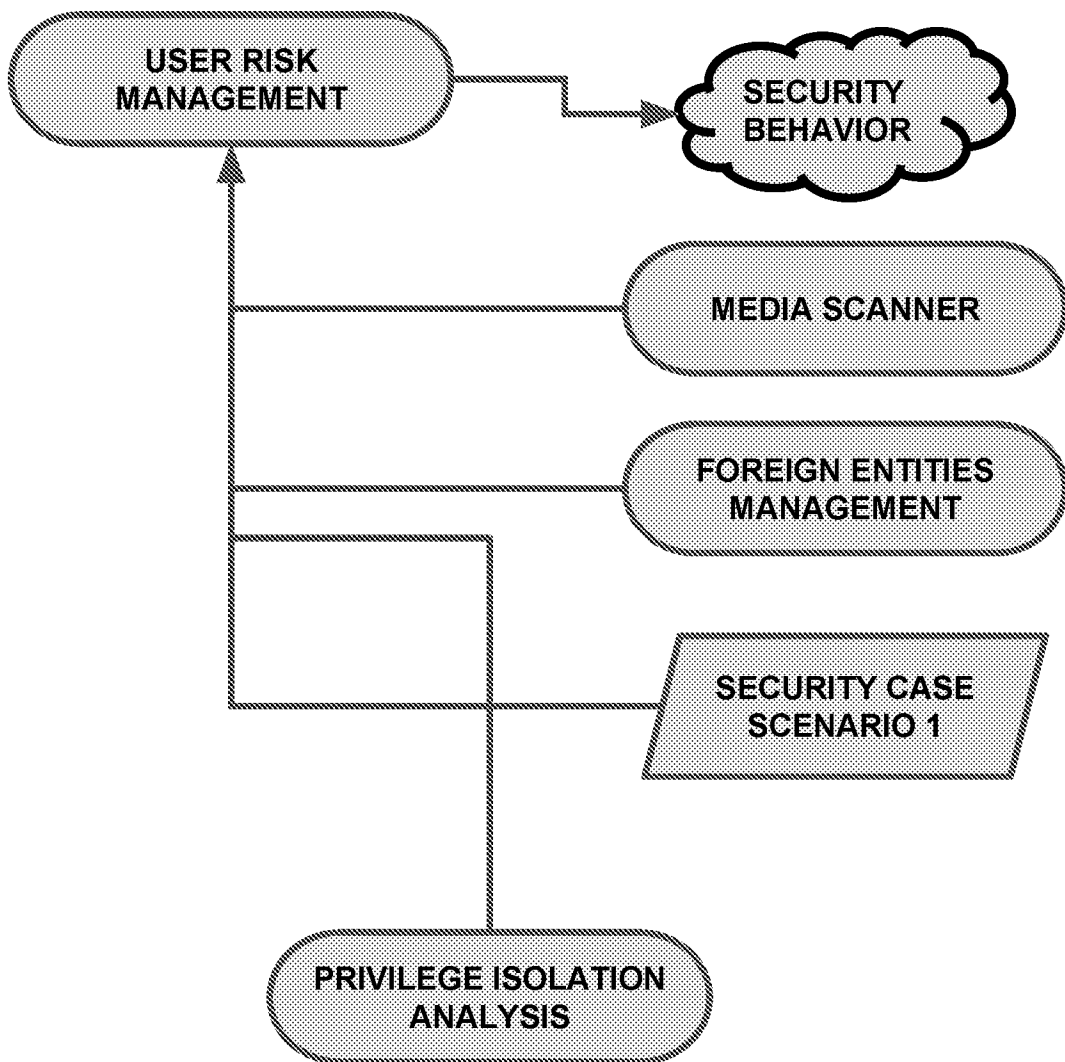 USER RISK
MANAGEMENT
SECURITY
BEHAVIOR
MEDIA SCANNER
FOREIGN ENTITIES
MANAGEMENT
SECURITY CASE
SCENARIO 1
PRIVILEGE ISOLATION
ANALYSIS